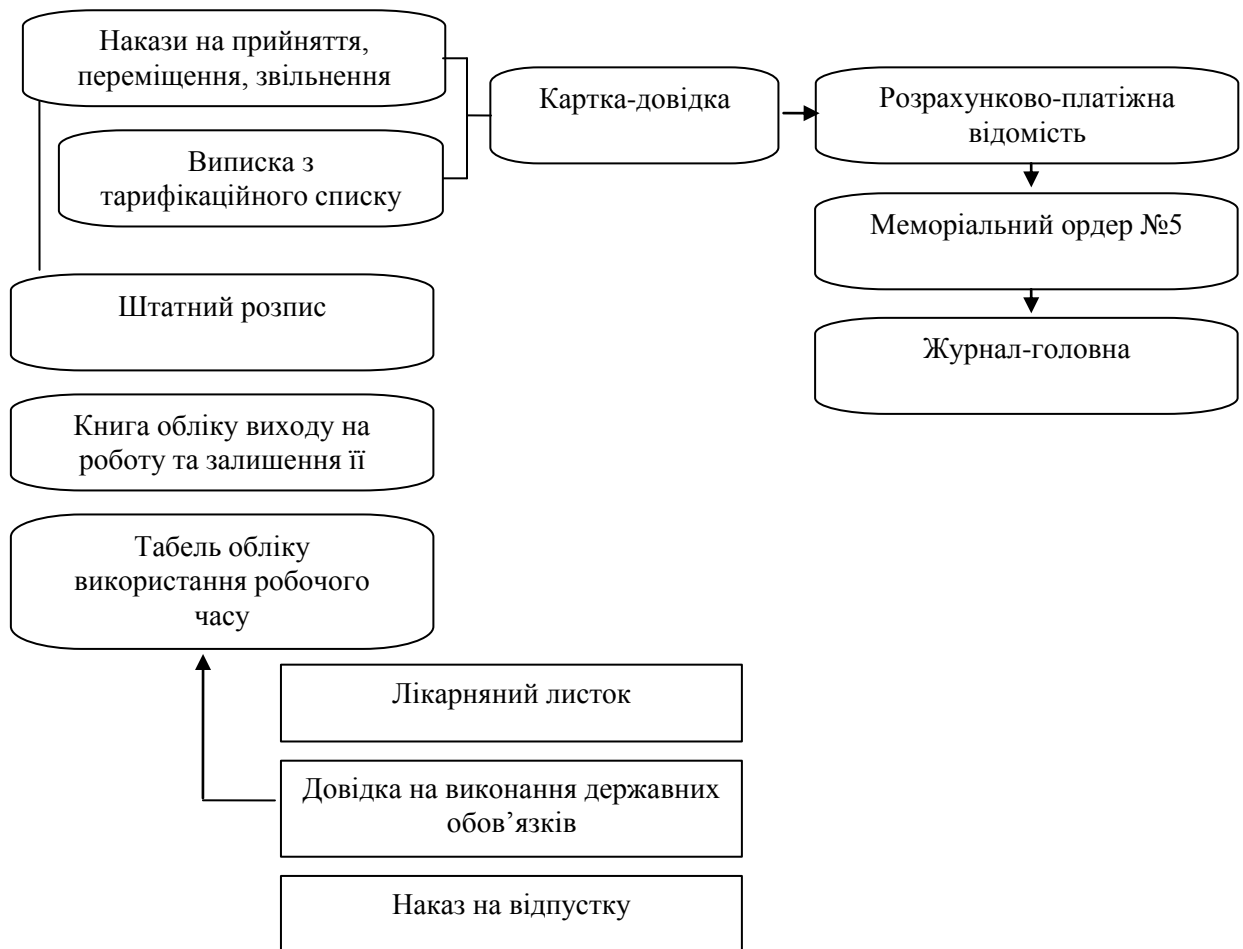 Накази на прийняття,
переміщення, звільнення
Картка-довідка
Розрахунково-платіжна
відомість
Виписка з
тарифікаційного списку
Меморіальний ордер №5
Штатний розпис
Журнал-головна
Книга обліку виходу на
роботу та залишення її
Табель обліку
використання робочого
часу
Лікарняний листок
Довідка на виконання державних
обов’язків
Наказ на відпустку